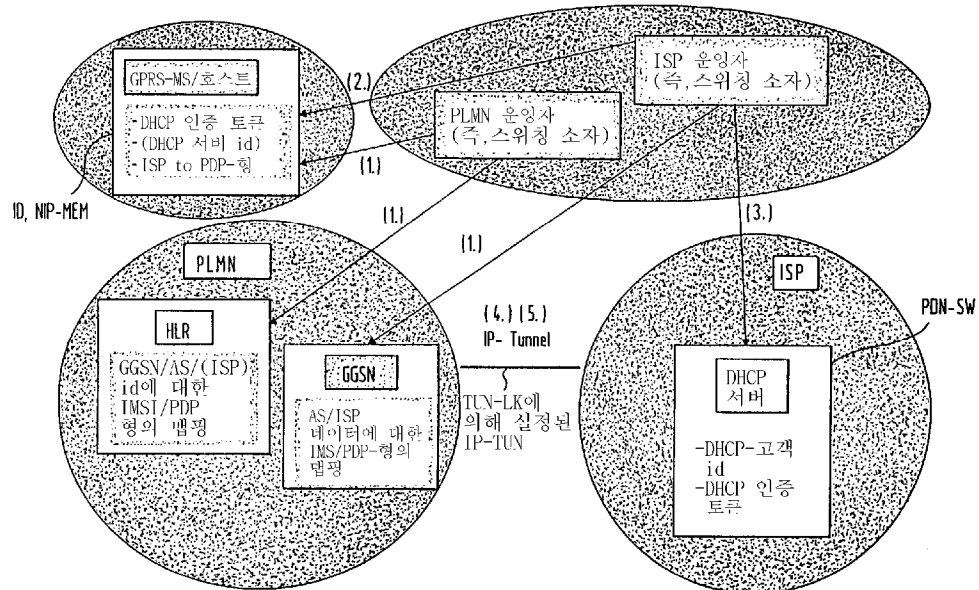 GPRS-MS/호스트
-DHCP 인증 토큰
-(DHCP 서비 id)
-ISP to PDP-형
ID, NIP-MEM
(2.)
(1.)
ISP 운영자
(즉,스위칭 소자)
PLMN 운영자
(즉,스위칭 소자)
(1.)
(1.)
(3.)
PLMN
HLR
GGSN/AS/(ISP)
id에 대한
IMSI/PDP
형의 맵핑
GGSN
AS/ISP
데이터에 대한
IMS/PDP-형의
맵핑
(4.) (5.)
IP- Tunnel
TUN-LK에
의해 설정된
IP-TUN
ISP
PDN-SW
DHCP
서버
-DHCP-고객
id
-DHCP 인증
토큰